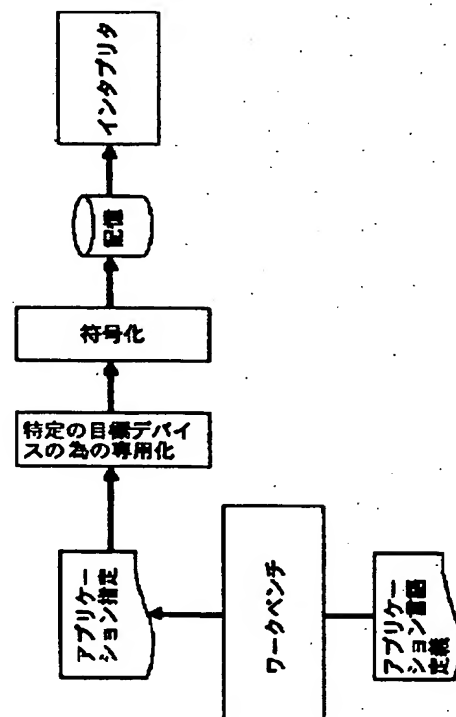 インタプリタ
記憶
符号化
特定の目標デバイ
スの為の専用化
アプリケー
ション指定
ワークベンチ
アプリケー
ション言語
定義